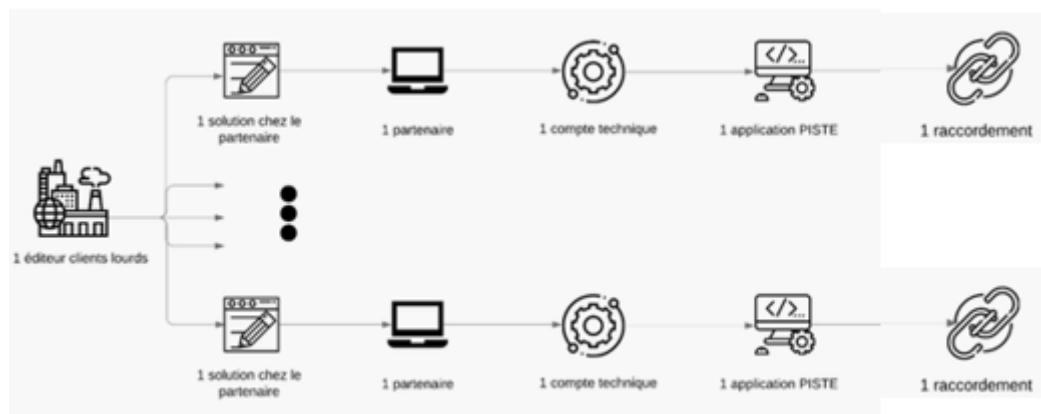 1 solution chez le
partenaire
1 partenaire
1 compte technique
1 application PISTE
1 raccordement
1 éditeur clients lourds
1 solution chez le
partenaire
1 partenaire
1 compte technique
1 application PISTE
1 raccordement